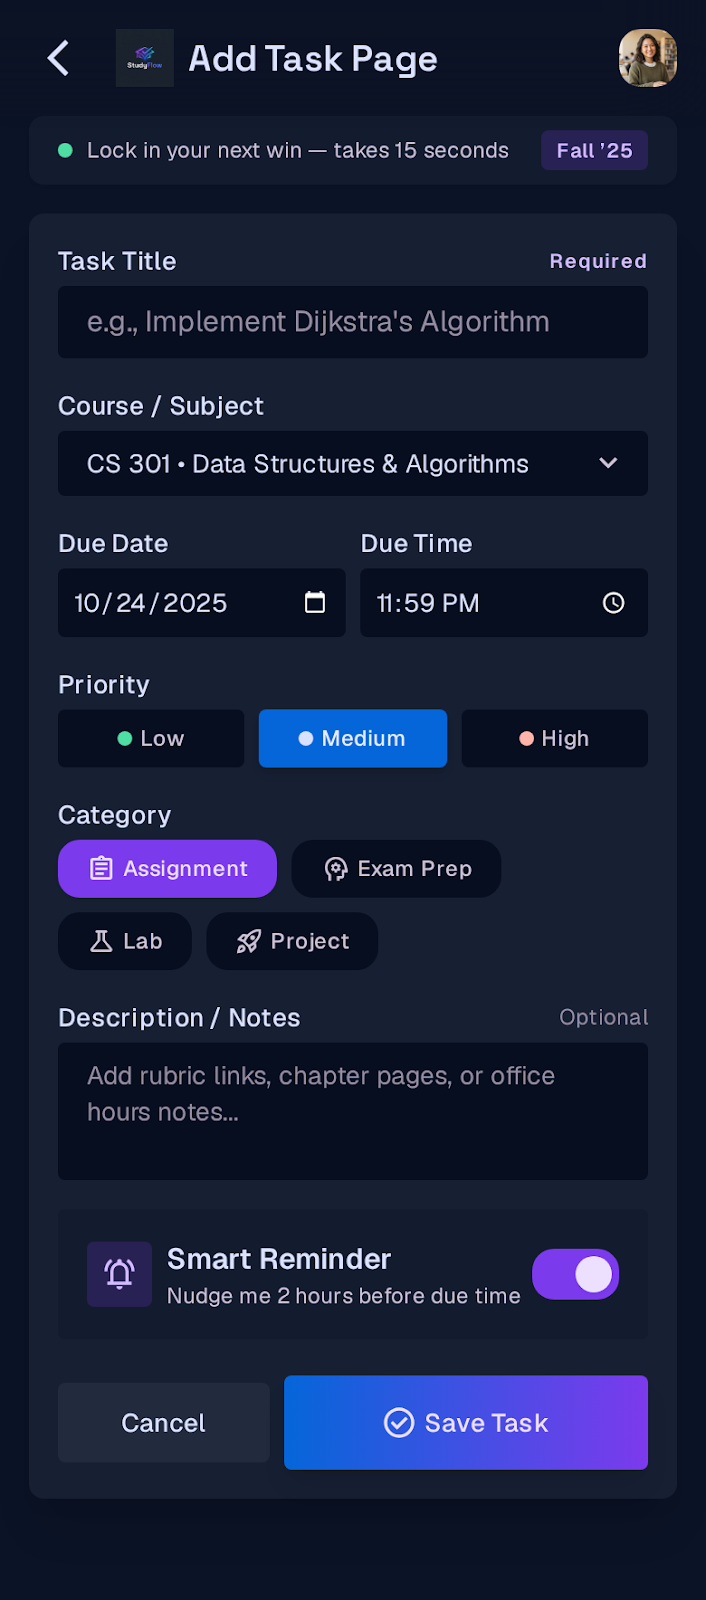 StudyFlow
Add Task Page
Lock in your next win — takes 15 seconds
Fall ’25
Task Title
Required
e.g., Implement Dijkstra's Algorithm
Course / Subject
CS 301 • Data Structures & Algorithms
Due Date
Due Time
10/24/2025
11:59 PM
Priority
Low
Medium
High
Category
Assignment
Exam Prep
Lab
Project
Description / Notes
Optional
Add rubric links, chapter pages, or office
hours notes...
Smart Reminder
Nudge me 2 hours before due time
Cancel
Save Task